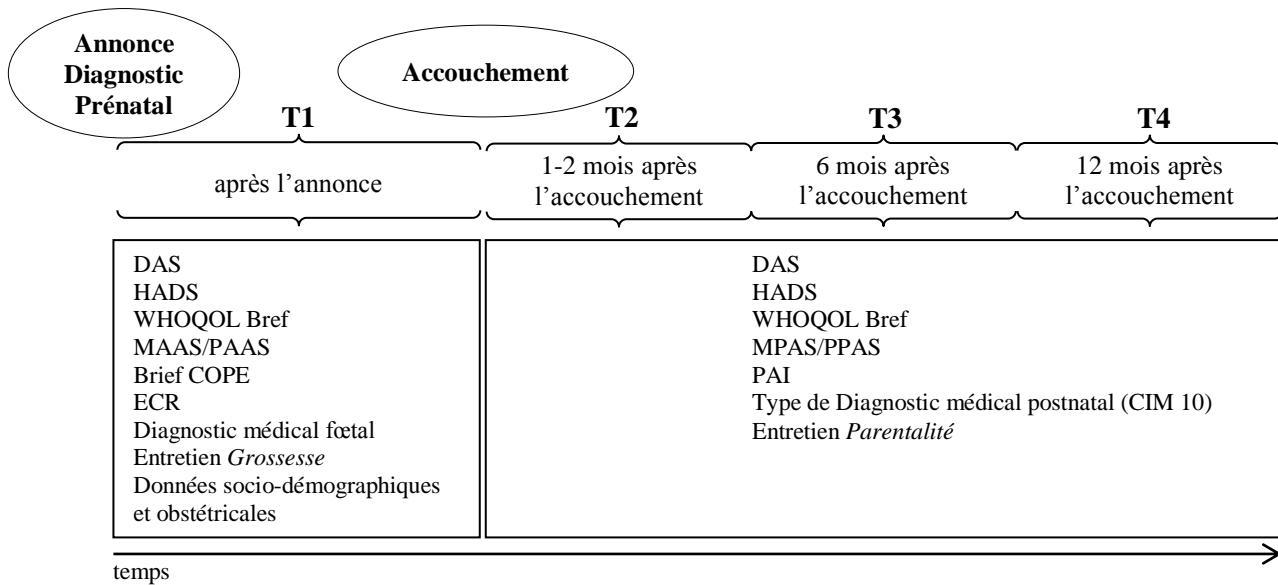 Annonce
Diagnostic
Prénatal
Accouchement
T1
T2
T3
T4
après l’annonce
1-2 mois après
l’accouchement
6 mois après
l’accouchement
12 mois après
l’accouchement
DAS
HADS
WHOQOL Bref
MAAS/PAAS
Brief COPE
ECR
Diagnostic médical fœtal
Entretien Grossesse
Données socio-démographiques
et obstétricales
DAS
HADS
WHOQOL Bref
MPAS/PPAS
PAI
Type de Diagnostic médical postnatal (CIM 10)
Entretien Parentalité
temps